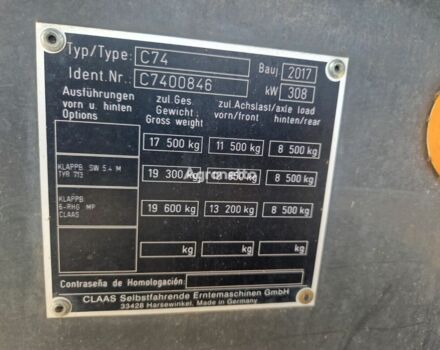 Typ/Type: C74 Bauj 2017
Ident.Nr.: C7400846 kW 308
Ausführungen vorn u. hinten Options
zul.Ges. Gewicht: Gross weight
zul.Achslast/axle load vorn/front hinten/rear
17 500 kg 11 500 kg 8 500 kg
KLAPPB. SW 5.4 M
TYP 713
19 300 kg 12 850 kg 8 500 kg
KLAPPB.
6-RHG MP
CLAAS
19 600 kg 13 200 kg 8 500 kg
kg kg kg
Contraseña de Homologación:
CLAAS Selbstfahrende Erntemaschinen GmbH
33428 Harsewinkel. Made in Germany